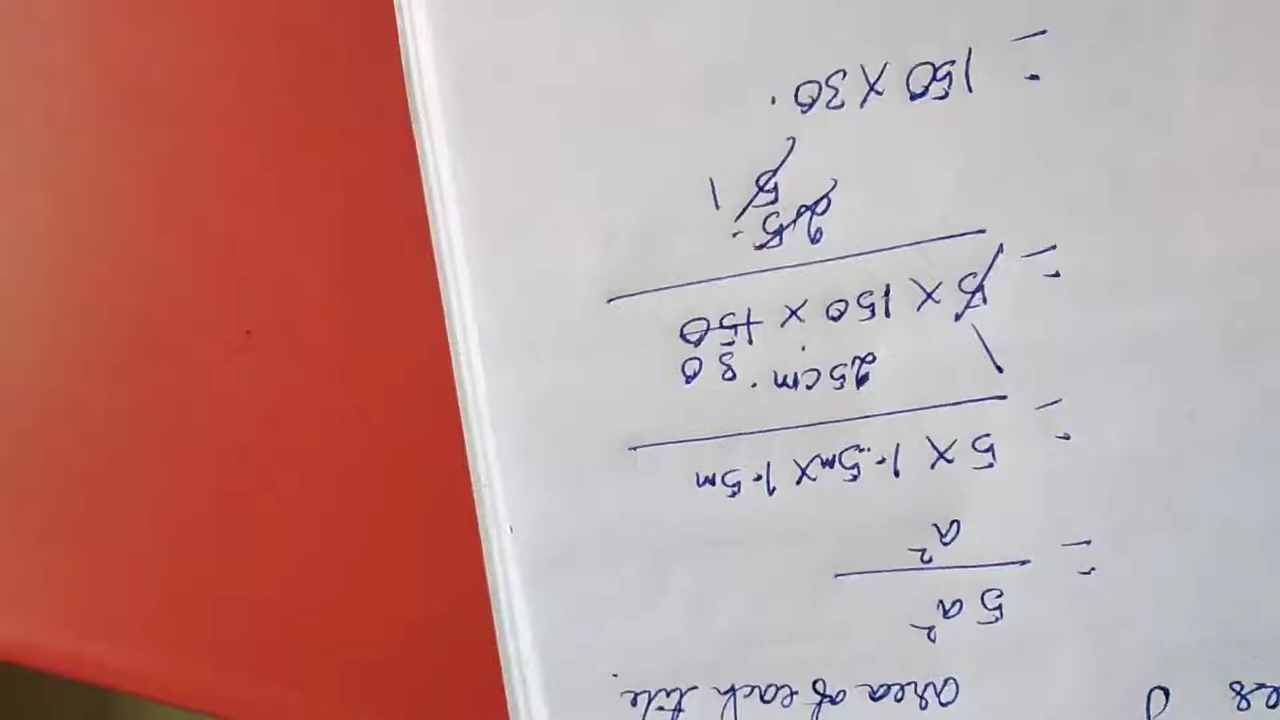 area of each tile.
= 5a²
a²
= 5 × 1.5m × 1.5m
25cm. 30
= 5 × 150 × 150
25
5 1
= 150 × 30.